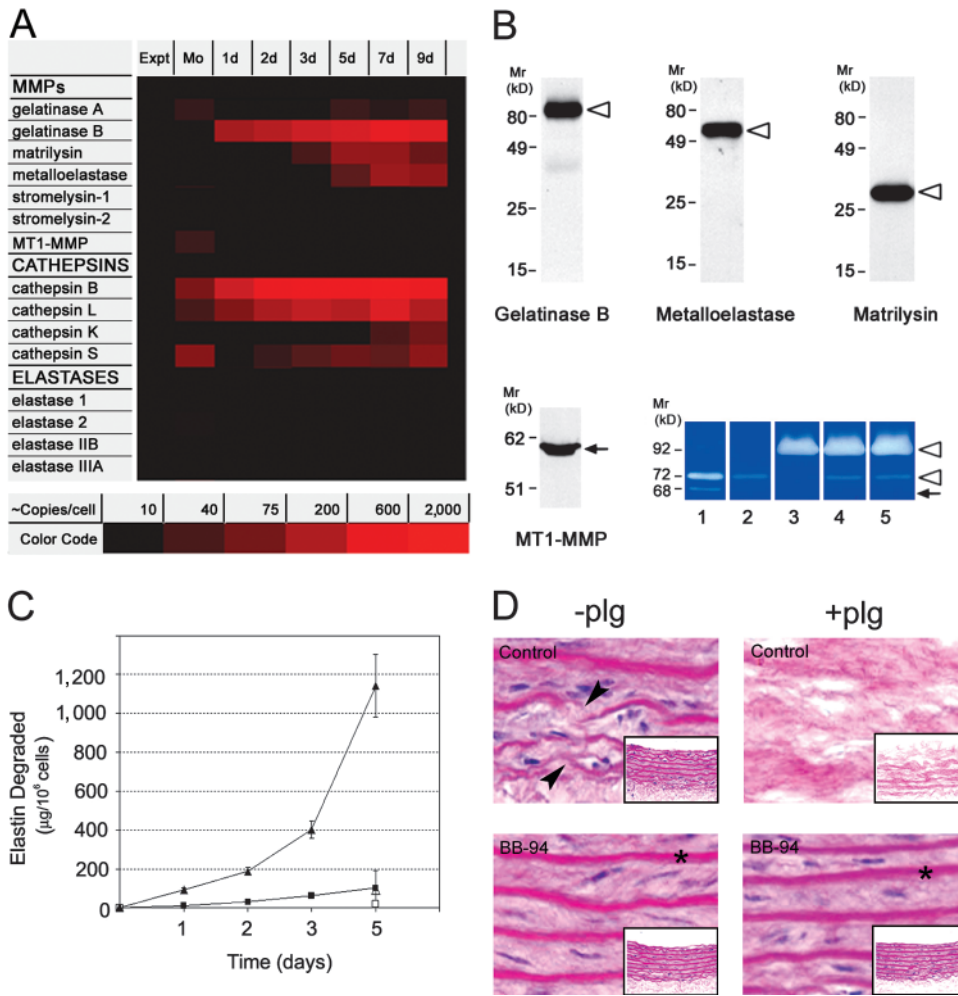 A
Expt Mo 1d 2d 3d 5d 7d 9d
MMPs
gelatinase A
gelatinase B
matrilysin
metalloelastase
stromelysin-1
stromelysin-2
MT1-MMP
CATHEPSINS
cathepsin B
cathepsin L
cathepsin K
cathepsin S
ELASTASES
elastase 1
elastase 2
elastase IIB
elastase IIIA
~Copies/cell 10 40 75 200 600 2,000
Color Code
B
Mr
(kD)
80
49
25
15
Gelatinase B
Mr
(kD)
80
49
25
15
Metalloelastase
Mr
(kD)
80
49
25
15
Matrilysin
Mr
(kD)
62
51
MT1-MMP
Mr
(kD)
92
72
68
1 2 3 4 5
C
Elastin Degraded
(μg/10⁶ cells)
1,200
1,000
800
600
400
200
0
1 2 3 5
Time (days)
D
-plg +plg
Control Control
BB-94 BB-94
* *